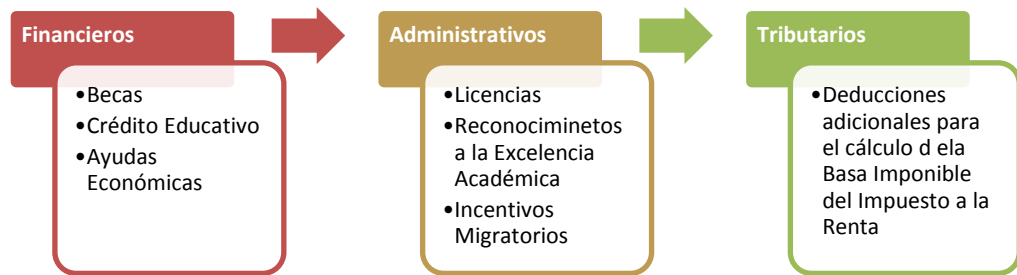 Financieros
•Becas
•Crédito Educativo
•Ayudas
Económicas
Administrativos
•Licencias
•Reconociminetos
a la Excelencia
Académica
•Incentivos
Migratorios
Tributarios
•Deducciones
adicionales para
el cálculo d ela
Basa Imponible
del Impuesto a la
Renta